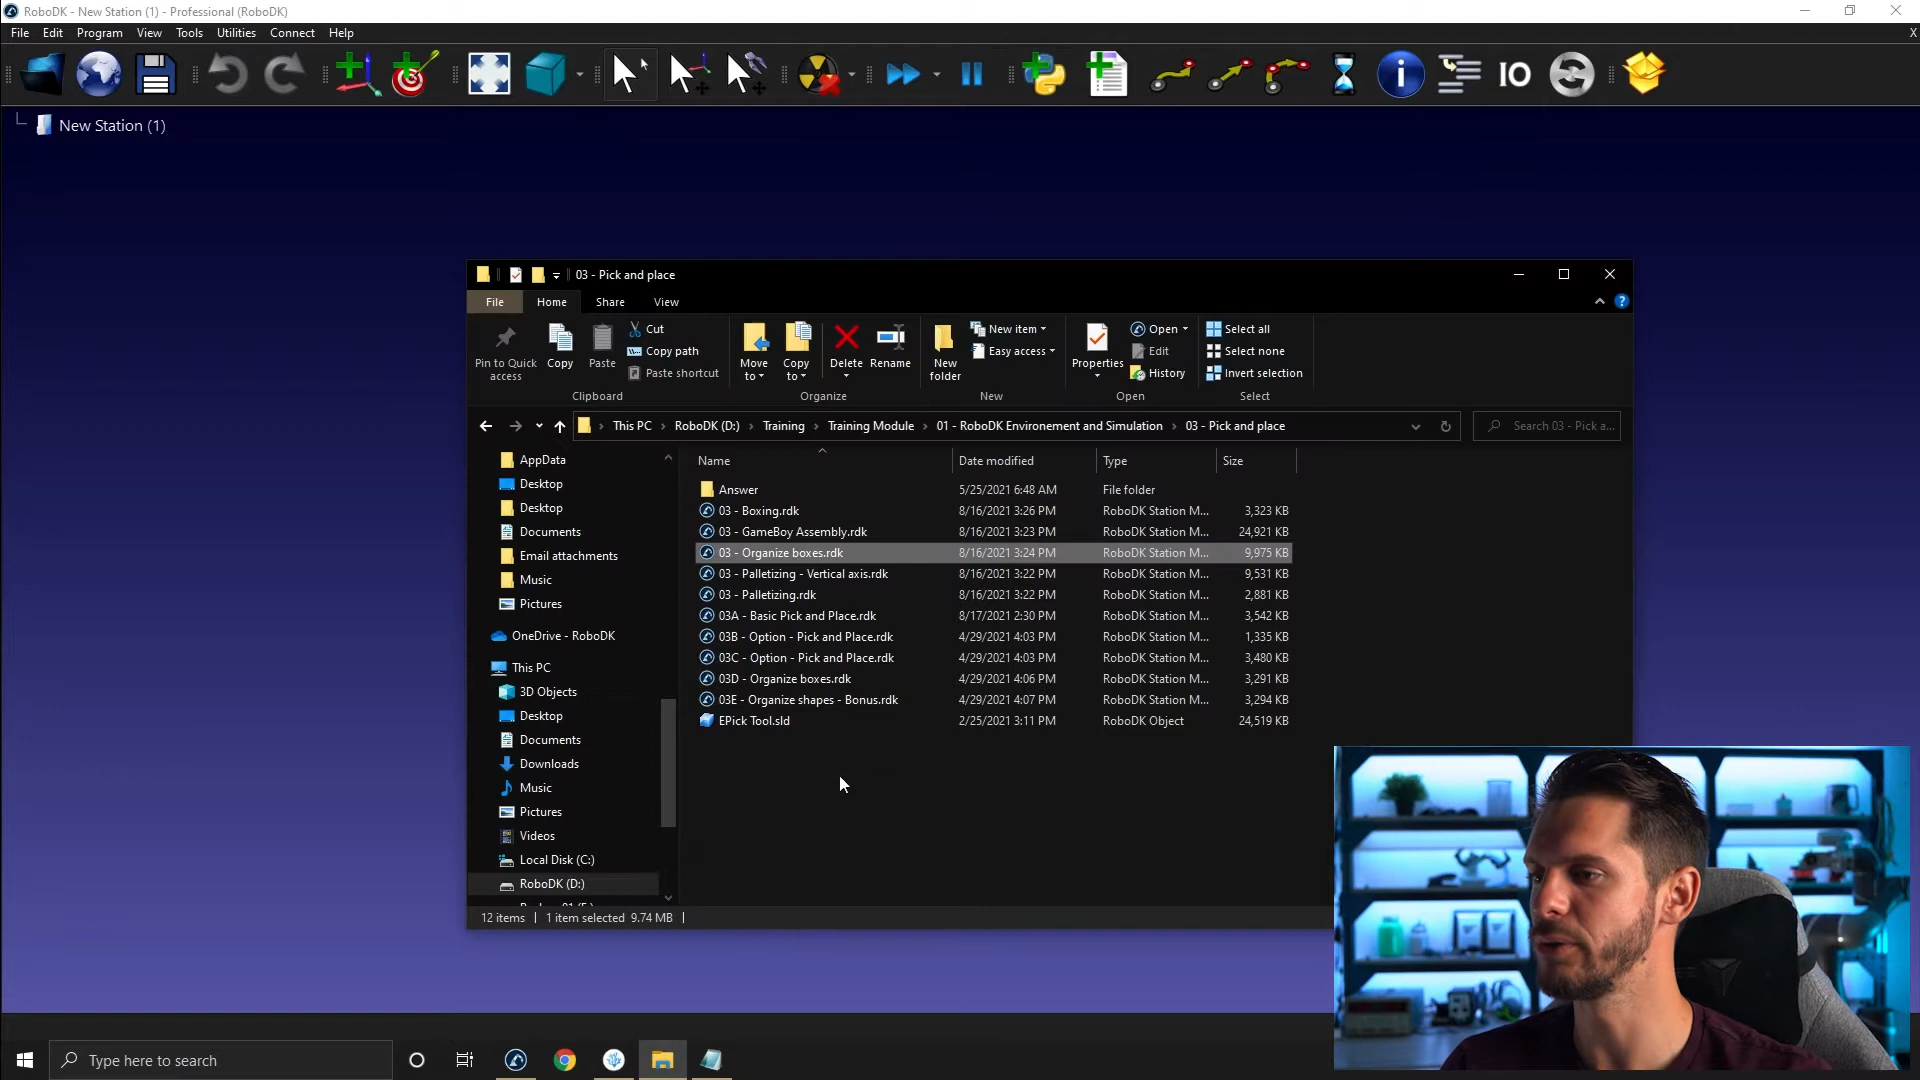 RoboDK - New Station (1) - Professional (RoboDK)
File Edit Program View Tools Utilities Connect Help X
IO
New Station (1)
03 - Pick and place
File Home Share View
Pin to Quick access
Copy
Paste
Cut
Copy path
Paste shortcut
Clipboard
Move to
Copy to
Delete
Rename
Organize
New folder
New item
Easy access
New
Properties
Open
Edit
History
Open
Select all
Select none
Invert selection
Select
This PC RoboDK (D:) Training Training Module 01 - RoboDK Environement and Simulation 03 - Pick and place
Search 03 - Pick a...
AppData
Desktop
Desktop
Documents
Email attachments
Music
Pictures
OneDrive - RoboDK
This PC
3D Objects
Desktop
Documents
Downloads
Music
Pictures
Videos
Local Disk (C:)
RoboDK (D:)
Name Date modified Type Size
Answer 5/25/2021 6:48 AM File folder
03 - Boxing.rdk 8/16/2021 3:26 PM RoboDK Station M... 3,323 KB
03 - GameBoy Assembly.rdk 8/16/2021 3:23 PM RoboDK Station M... 24,921 KB
03 - Organize boxes.rdk 8/16/2021 3:24 PM RoboDK Station M... 9,975 KB
03 - Palletizing - Vertical axis.rdk 8/16/2021 3:22 PM RoboDK Station M... 9,531 KB
03 - Palletizing.rdk 8/16/2021 3:22 PM RoboDK Station M... 2,881 KB
03A - Basic Pick and Place.rdk 8/17/2021 2:30 PM RoboDK Station M... 3,542 KB
03B - Option - Pick and Place.rdk 4/29/2021 4:03 PM RoboDK Station M... 1,335 KB
03C - Option - Pick and Place.rdk 4/29/2021 4:03 PM RoboDK Station M... 3,480 KB
03D - Organize boxes.rdk 4/29/2021 4:06 PM RoboDK Station M... 3,291 KB
03E - Organize shapes - Bonus.rdk 4/29/2021 4:07 PM RoboDK Station M... 3,294 KB
EPick Tool.sld 2/25/2021 3:11 PM RoboDK Object 24,519 KB
12 items 1 item selected 9.74 MB
Type here to search